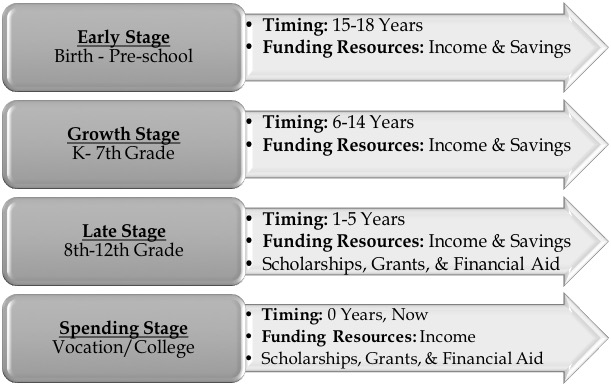 Early Stage
Birth - Pre-school
• Timing: 15-18 Years
• Funding Resources: Income & Savings
Growth Stage
K- 7th Grade
• Timing: 6-14 Years
• Funding Resources: Income & Savings
Late Stage
8th-12th Grade
• Timing: 1-5 Years
• Funding Resources: Income & Savings
• Scholarships, Grants, & Financial Aid
Spending Stage
Vocation/College
• Timing: 0 Years, Now
• Funding Resources: Income
• Scholarships, Grants, & Financial Aid